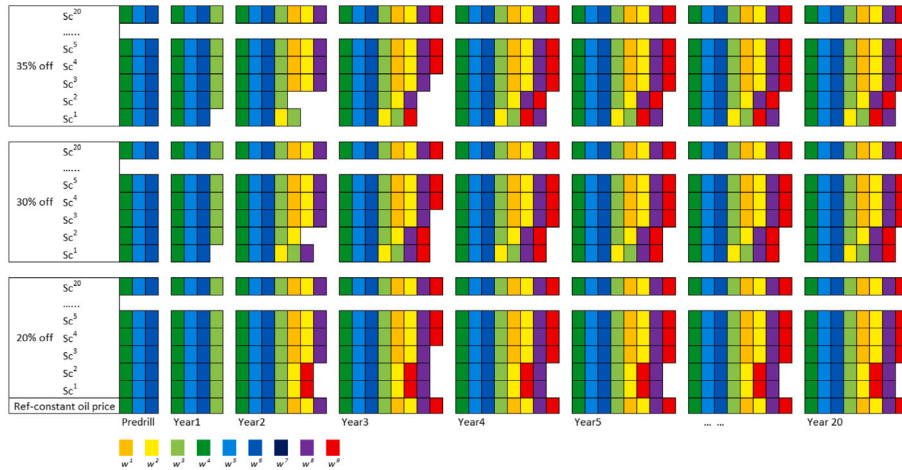 Sc20
......
Sc5
Sc4
35% off
Sc3
Sc2
Sc1
Sc20
......
Sc5
Sc4
30% off
Sc3
Sc2
Sc1
Sc20
......
Sc5
Sc4
20% off
Sc3
Sc2
Sc1
Ref-constant oil price
Predrill Year1 Year2 Year3 Year4 Year5 ... ... Year 20
w1 w2 w3 w4 w5 w6 w7 w8 w9